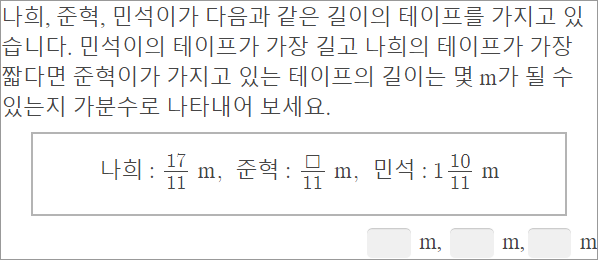 나희, 준혁, 민석이가 다음과 같은 길이의 테이프를 가지고 있
습니다. 민석이의 테이프가 가장 길고 나희의 테이프가 가장
짧다면 준혁이가 가지고 있는 테이프의 길이는 몇 m가 될 수
있는지 가분수로 나타내어 보세요.
나희 : 17/11 m, 준혁 : □/11 m, 민석 : 1 10/11 m
m, m, m